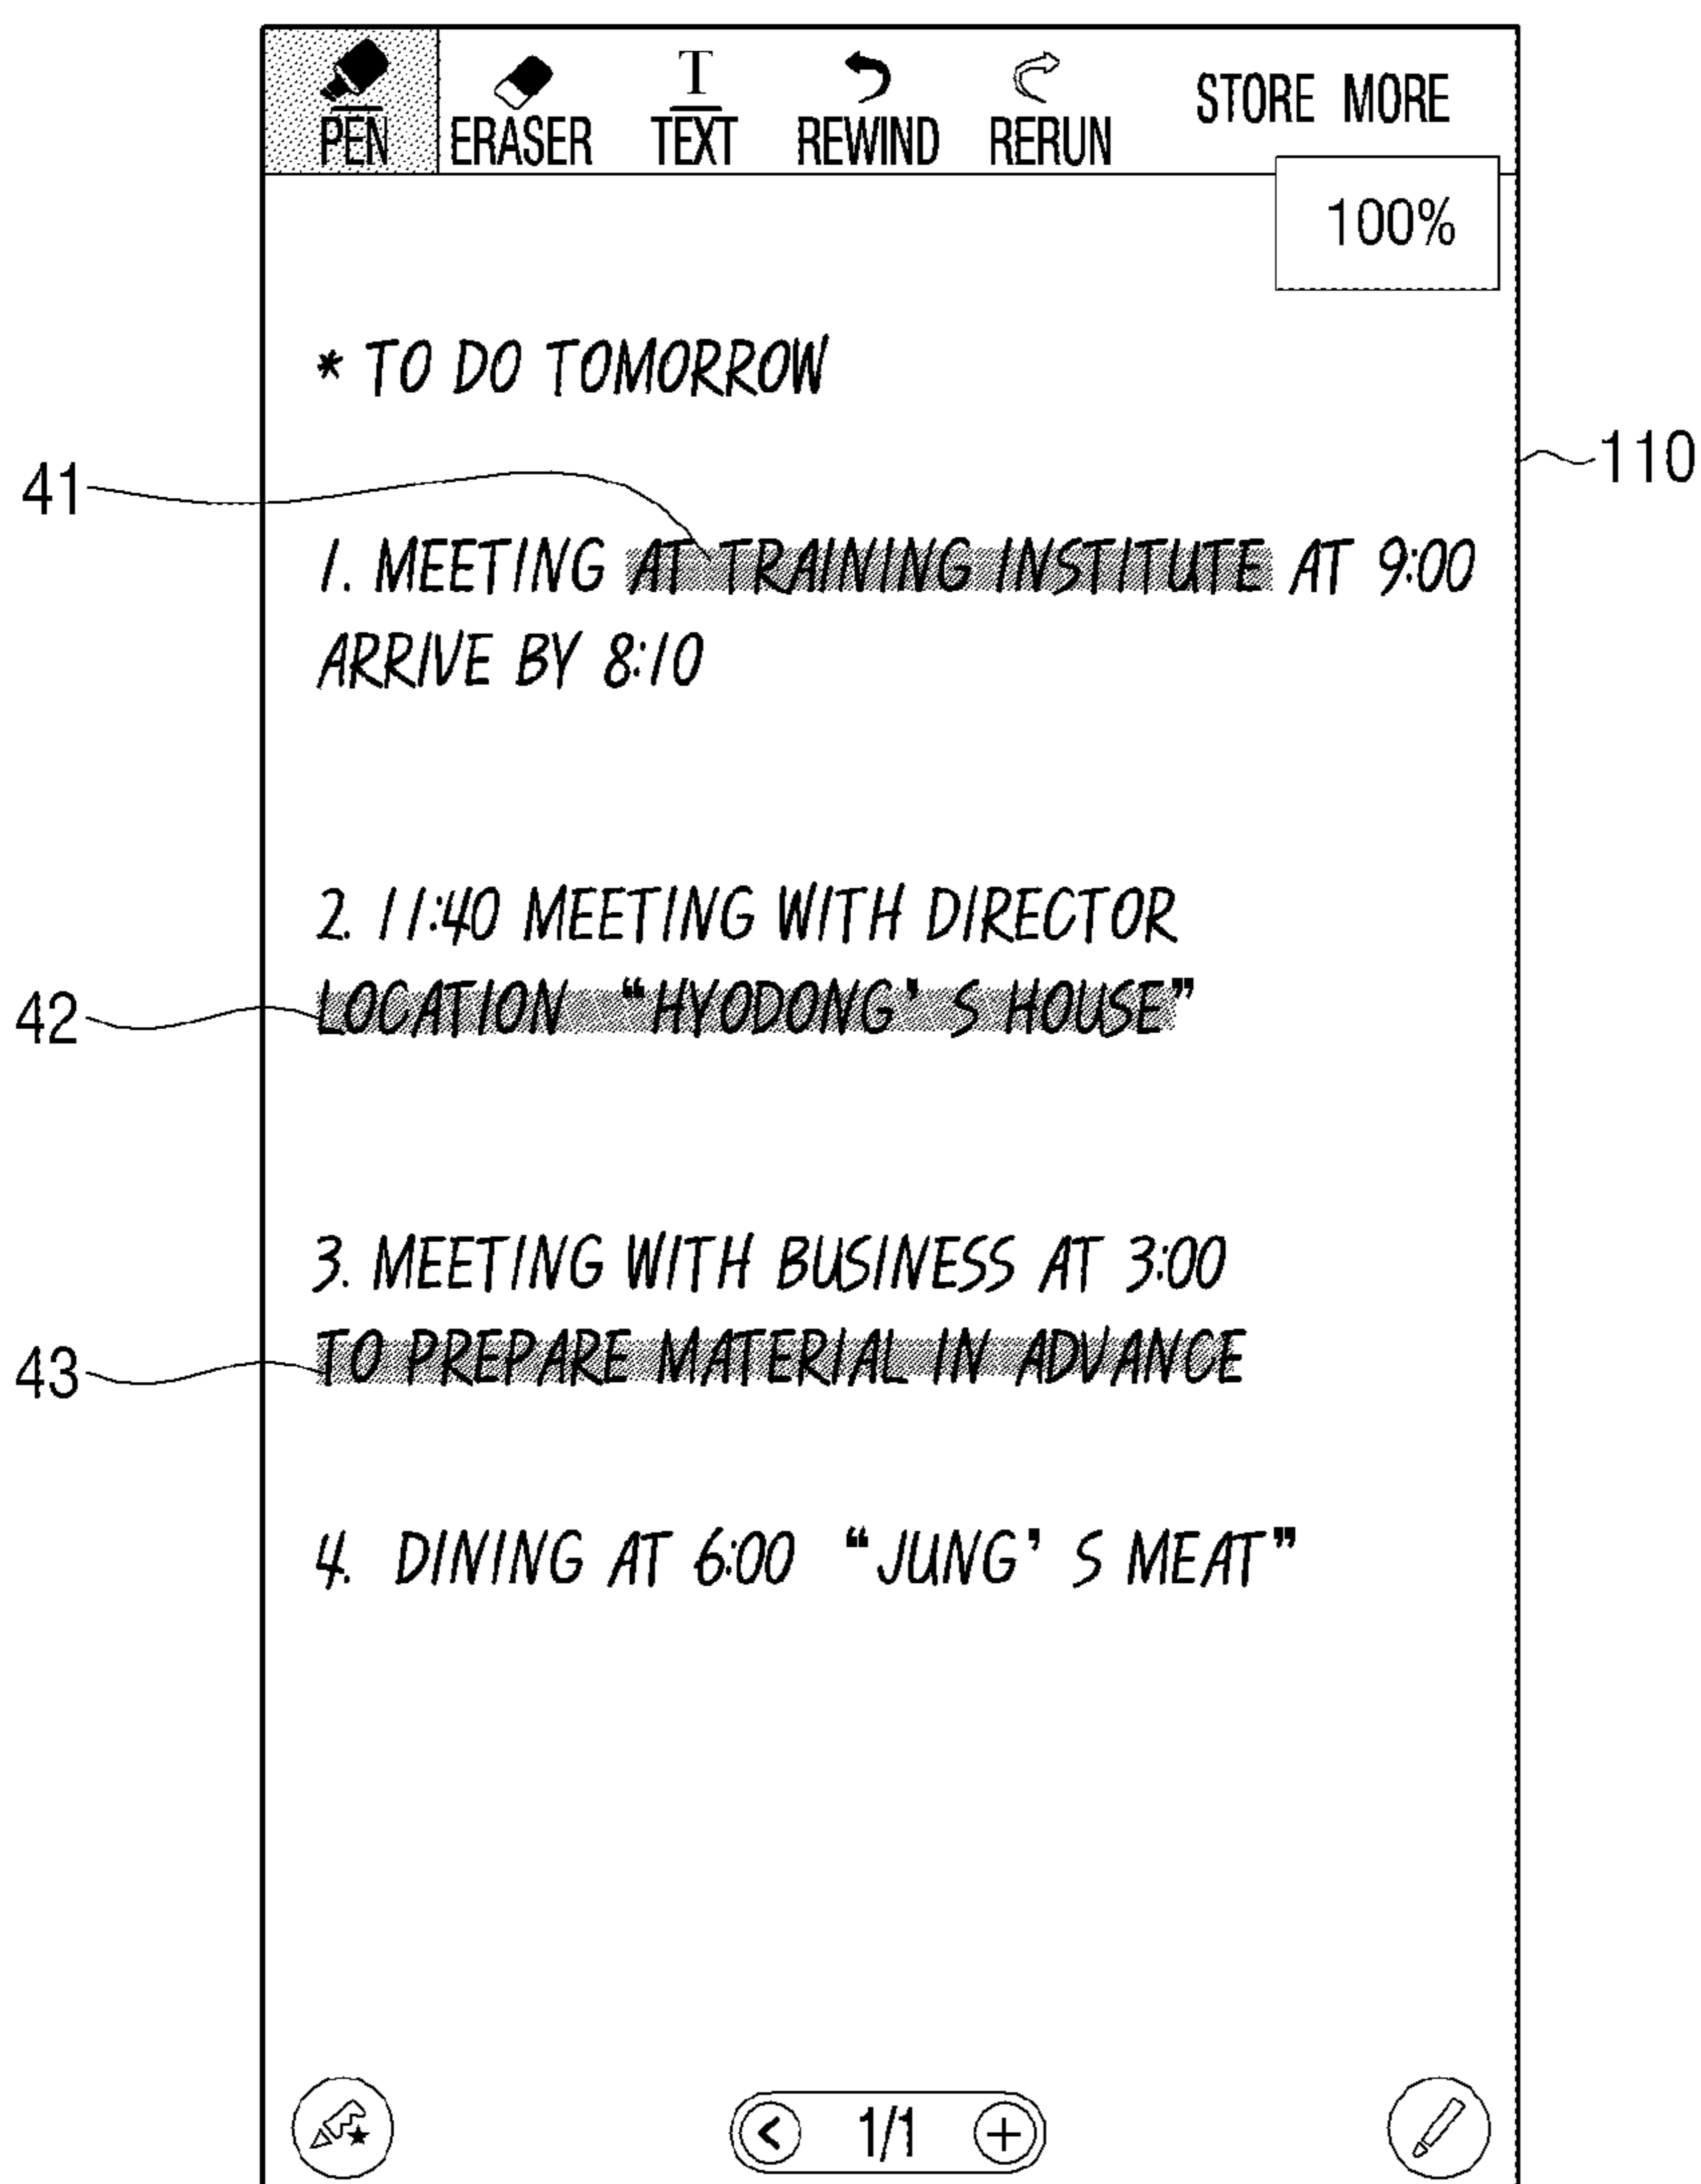 T
PEN ERASER TEXT REWIND RERUN STORE MORE
100%
* TO DO TOMORROW
110
41
1. MEETING AT TRAINING INSTITUTE AT 9:00
ARRIVE BY 8:10
2. 11:40 MEETING WITH DIRECTOR
42 LOCATION “HYODONG’ S HOUSE”
3. MEETING WITH BUSINESS AT 3:00
43 TO PREPARE MATERIAL IN ADVANCE
4. DINING AT 6:00 “JUNG’ S MEAT”
< 1/1 +